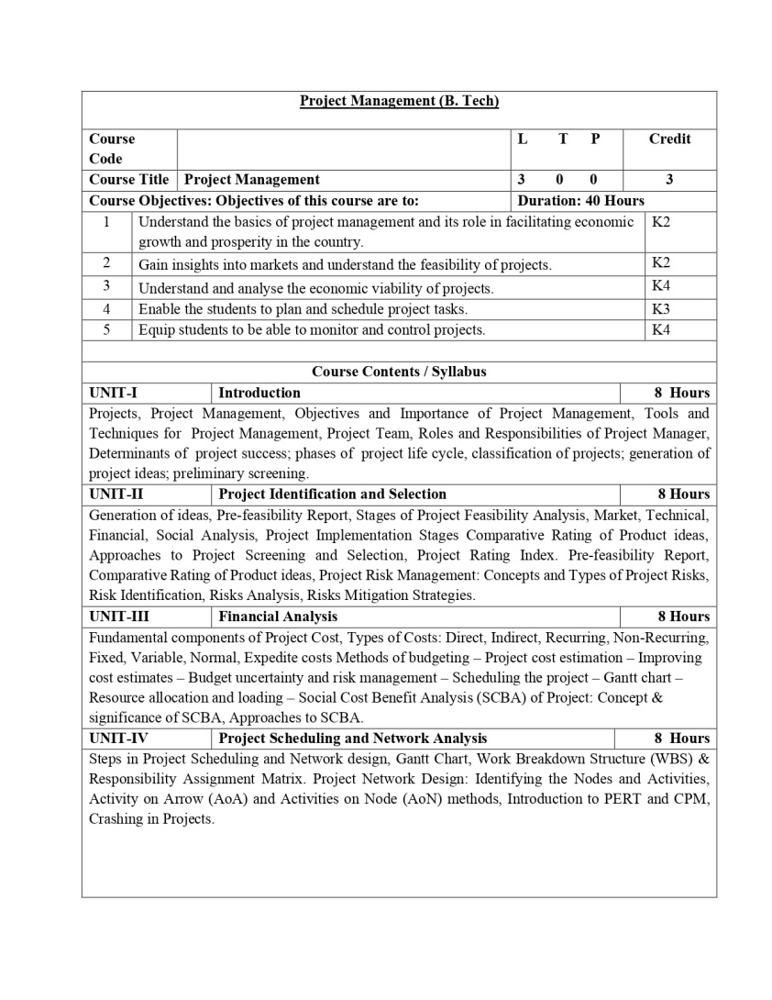 Project Management (B. Tech)
Course Code L T P Credit
Course Title Project Management 3 0 0 3
Course Objectives: Objectives of this course are to: Duration: 40 Hours
1 Understand the basics of project management and its role in facilitating economic K2
growth and prosperity in the country.
2 Gain insights into markets and understand the feasibility of projects. K2
3 Understand and analyse the economic viability of projects. K4
4 Enable the students to plan and schedule project tasks. K3
5 Equip students to be able to monitor and control projects. K4
Course Contents / Syllabus
UNIT-I Introduction 8 Hours
Projects, Project Management, Objectives and Importance of Project Management, Tools and
Techniques for Project Management, Project Team, Roles and Responsibilities of Project Manager,
Determinants of project success; phases of project life cycle, classification of projects; generation of
project ideas; preliminary screening.
UNIT-II Project Identification and Selection 8 Hours
Generation of ideas, Pre-feasibility Report, Stages of Project Feasibility Analysis, Market, Technical,
Financial, Social Analysis, Project Implementation Stages Comparative Rating of Product ideas,
Approaches to Project Screening and Selection, Project Rating Index. Pre-feasibility Report,
Comparative Rating of Product ideas, Project Risk Management: Concepts and Types of Project Risks,
Risk Identification, Risks Analysis, Risks Mitigation Strategies.
UNIT-III Financial Analysis 8 Hours
Fundamental components of Project Cost, Types of Costs: Direct, Indirect, Recurring, Non-Recurring,
Fixed, Variable, Normal, Expedite costs Methods of budgeting – Project cost estimation – Improving
cost estimates – Budget uncertainty and risk management – Scheduling the project – Gantt chart –
Resource allocation and loading – Social Cost Benefit Analysis (SCBA) of Project: Concept &
significance of SCBA, Approaches to SCBA.
UNIT-IV Project Scheduling and Network Analysis 8 Hours
Steps in Project Scheduling and Network design, Gantt Chart, Work Breakdown Structure (WBS) &
Responsibility Assignment Matrix. Project Network Design: Identifying the Nodes and Activities,
Activity on Arrow (AoA) and Activities on Node (AoN) methods, Introduction to PERT and CPM,
Crashing in Projects.